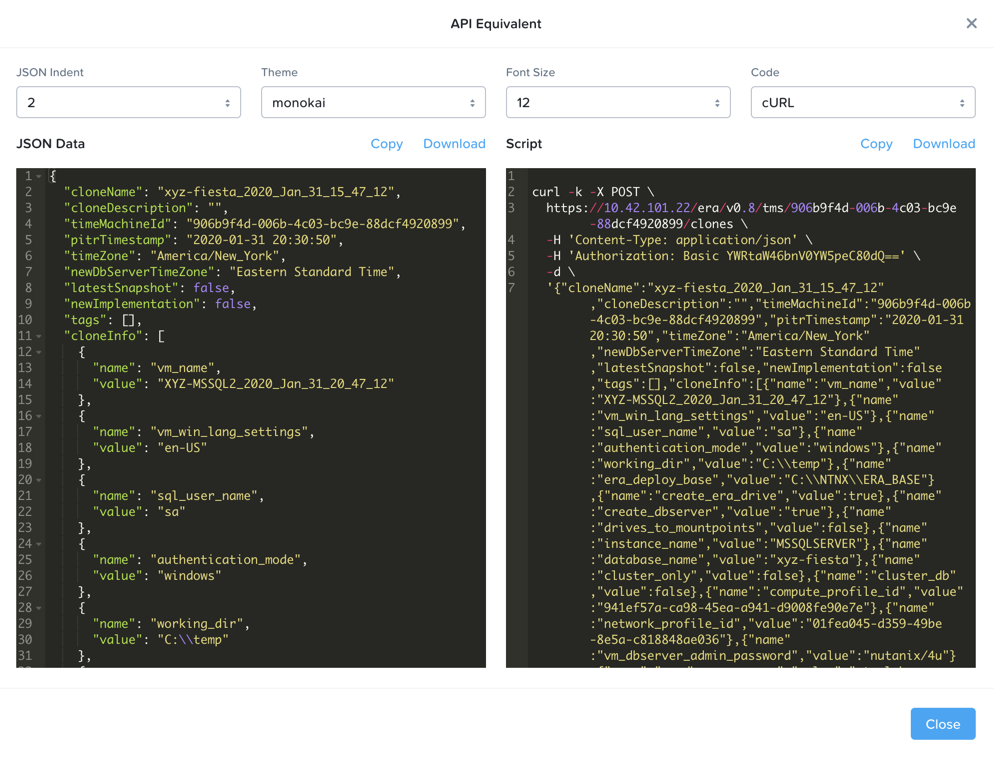 API Equivalent
JSON Indent
Theme
Font Size
Code
2
monokai
12
cURL
JSON Data
Copy
Download
Script
Copy
Download
1 {
2 "cloneName": "xyz-fiesta_2020_Jan_31_15_47_12",
3 "cloneDescription": "",
4 "timeMachineId": "906b9f4d-006b-4c03-bc9e-88dcf4920899",
5 "pitrTimestamp": "2020-01-31 20:30:50",
6 "timeZone": "America/New_York",
7 "newDbServerTimeZone": "Eastern Standard Time",
8 "latestSnapshot": false,
9 "newImplementation": false,
10 "tags": [],
11 "cloneInfo": [
12 {
13 "name": "vm_name",
14 "value": "XYZ-MSSQL2_2020_Jan_31_20_47_12"
15 },
16 {
17 "name": "vm_win_lang_settings",
18 "value": "en-US"
19 },
20 {
21 "name": "sql_user_name",
22 "value": "sa"
23 },
24 {
25 "name": "authentication_mode",
26 "value": "windows"
27 },
28 {
29 "name": "working_dir",
30 "value": "C:\\temp"
31 },
1
2 curl -k -X POST \
3 https://10.42.101.22/era/v0.8/tms/906b9f4d-006b-4c03-bc9e
-88dcf4920899/clones \
4 -H 'Content-Type: application/json' \
5 -H 'Authorization: Basic YWRtaW46bnV0YW5peC80dQ==' \
6 -d \
7 '{"cloneName":"xyz-fiesta_2020_Jan_31_15_47_12"
,"cloneDescription":"","timeMachineId":"906b9f4d-006b
-4c03-bc9e-88dcf4920899","pitrTimestamp":"2020-01-31
20:30:50","timeZone":"America/New_York"
,"newDbServerTimeZone":"Eastern Standard Time"
,"latestSnapshot":false,"newImplementation":false
,"tags":[],"cloneInfo":[{"name":"vm_name","value"
:"XYZ-MSSQL2_2020_Jan_31_20_47_12"},{"name"
:"vm_win_lang_settings","value":"en-US"},{"name"
:"sql_user_name","value":"sa"},{"name"
:"authentication_mode","value":"windows"},{"name"
:"working_dir","value":"C:\\temp"},{"name"
:"era_deploy_base","value":"C:\\NTNX\\ERA_BASE"}
,{"name":"create_era_drive","value":true},{"name"
:"create_dbserver","value":"true"},{"name"
:"drives_to_mountpoints","value":false},{"name"
:"instance_name","value":"MSSQLSERVER"},{"name"
:"database_name","value":"xyz-fiesta"},{"name"
:"cluster_only","value":false},{"name":"cluster_db"
,"value":false},{"name":"compute_profile_id","value"
:"941ef57a-ca98-45ea-a941-d9008fe90e7e"},{"name"
:"network_profile_id","value":"01fea045-d359-49be
-8e5a-c818848ae036"},{"name"
:"vm_dbserver_admin_password","value":"nutanix/4u"}
Close